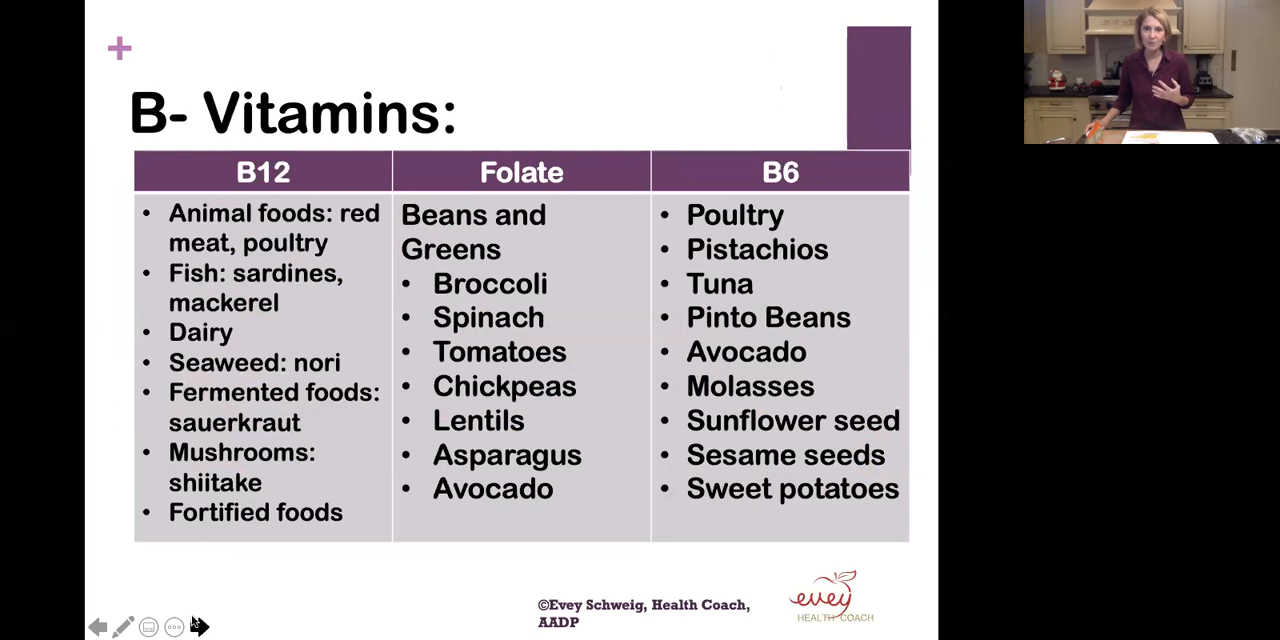 B- Vitamins:
B12
Folate
B6
• Animal foods: red
meat, poultry
• Fish: sardines,
mackerel
• Dairy
• Seaweed: nori
• Fermented foods:
sauerkraut
• Mushrooms:
shiitake
• Fortified foods
Beans and
Greens
• Broccoli
• Spinach
• Tomatoes
• Chickpeas
• Lentils
• Asparagus
• Avocado
• Poultry
• Pistachios
• Tuna
• Pinto Beans
• Avocado
• Molasses
• Sunflower seed
• Sesame seeds
• Sweet potatoes
©Evey Schweig, Health Coach,
AADP
evey
HEALTH COACH